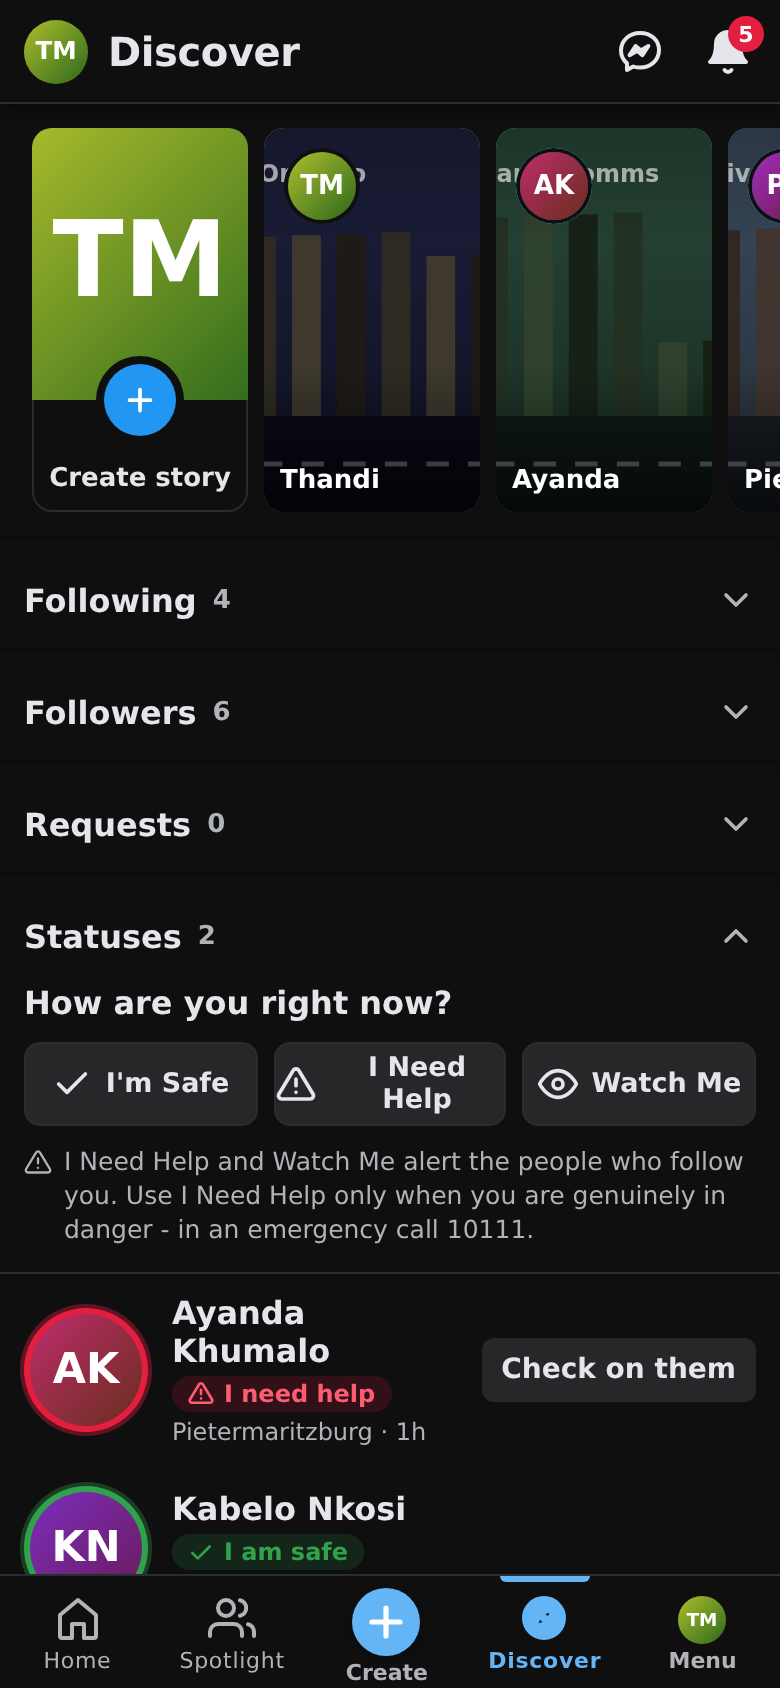 TM Discover 5
TM
Create story
TM
Thandi
AK
omms
Ayanda
Following 4
Followers 6
Requests 0
Statuses 2
How are you right now?
I'm Safe
I Need
Help
Watch Me
I Need Help and Watch Me alert the people who follow
you. Use I Need Help only when you are genuinely in
danger - in an emergency call 10111.
AK
Ayanda
Khumalo
I need help
Pietermaritzburg · 1h
Check on them
KN
Kabelo Nkosi
I am safe
Home
Spotlight
Create
Discover
TM
Menu